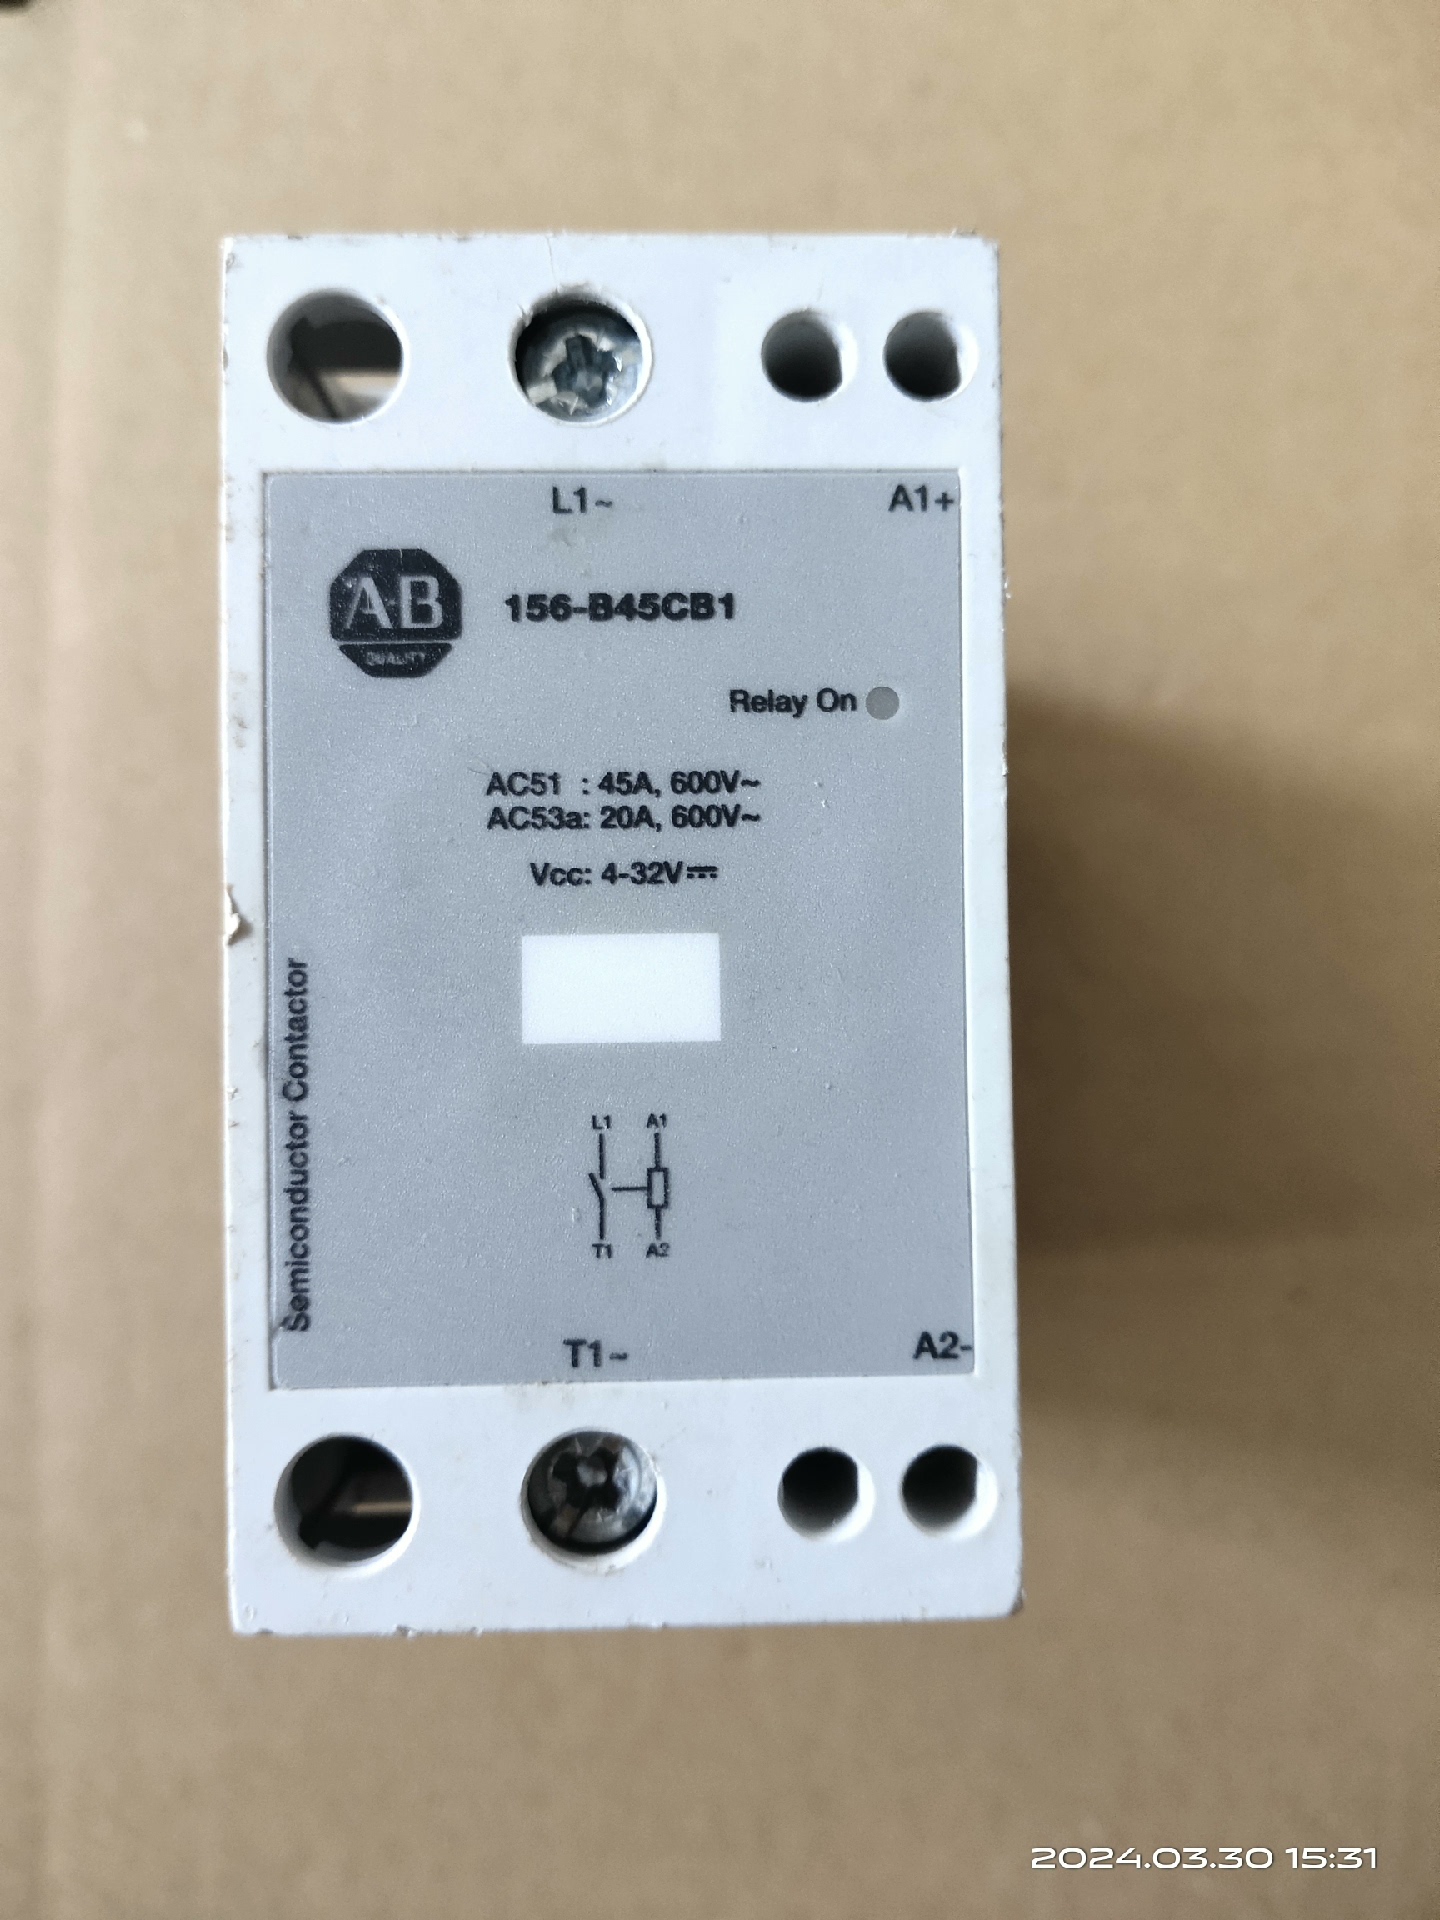 L1~ A1+
AB
QUALITY
156-B45CB1
Relay On
AC51 : 45A, 600V~
AC53a: 20A, 600V~
Vcc: 4-32V⎓
Semiconductor Contactor
L1 A1
T1 A2
T1~ A2-
2024.03.30 15:31